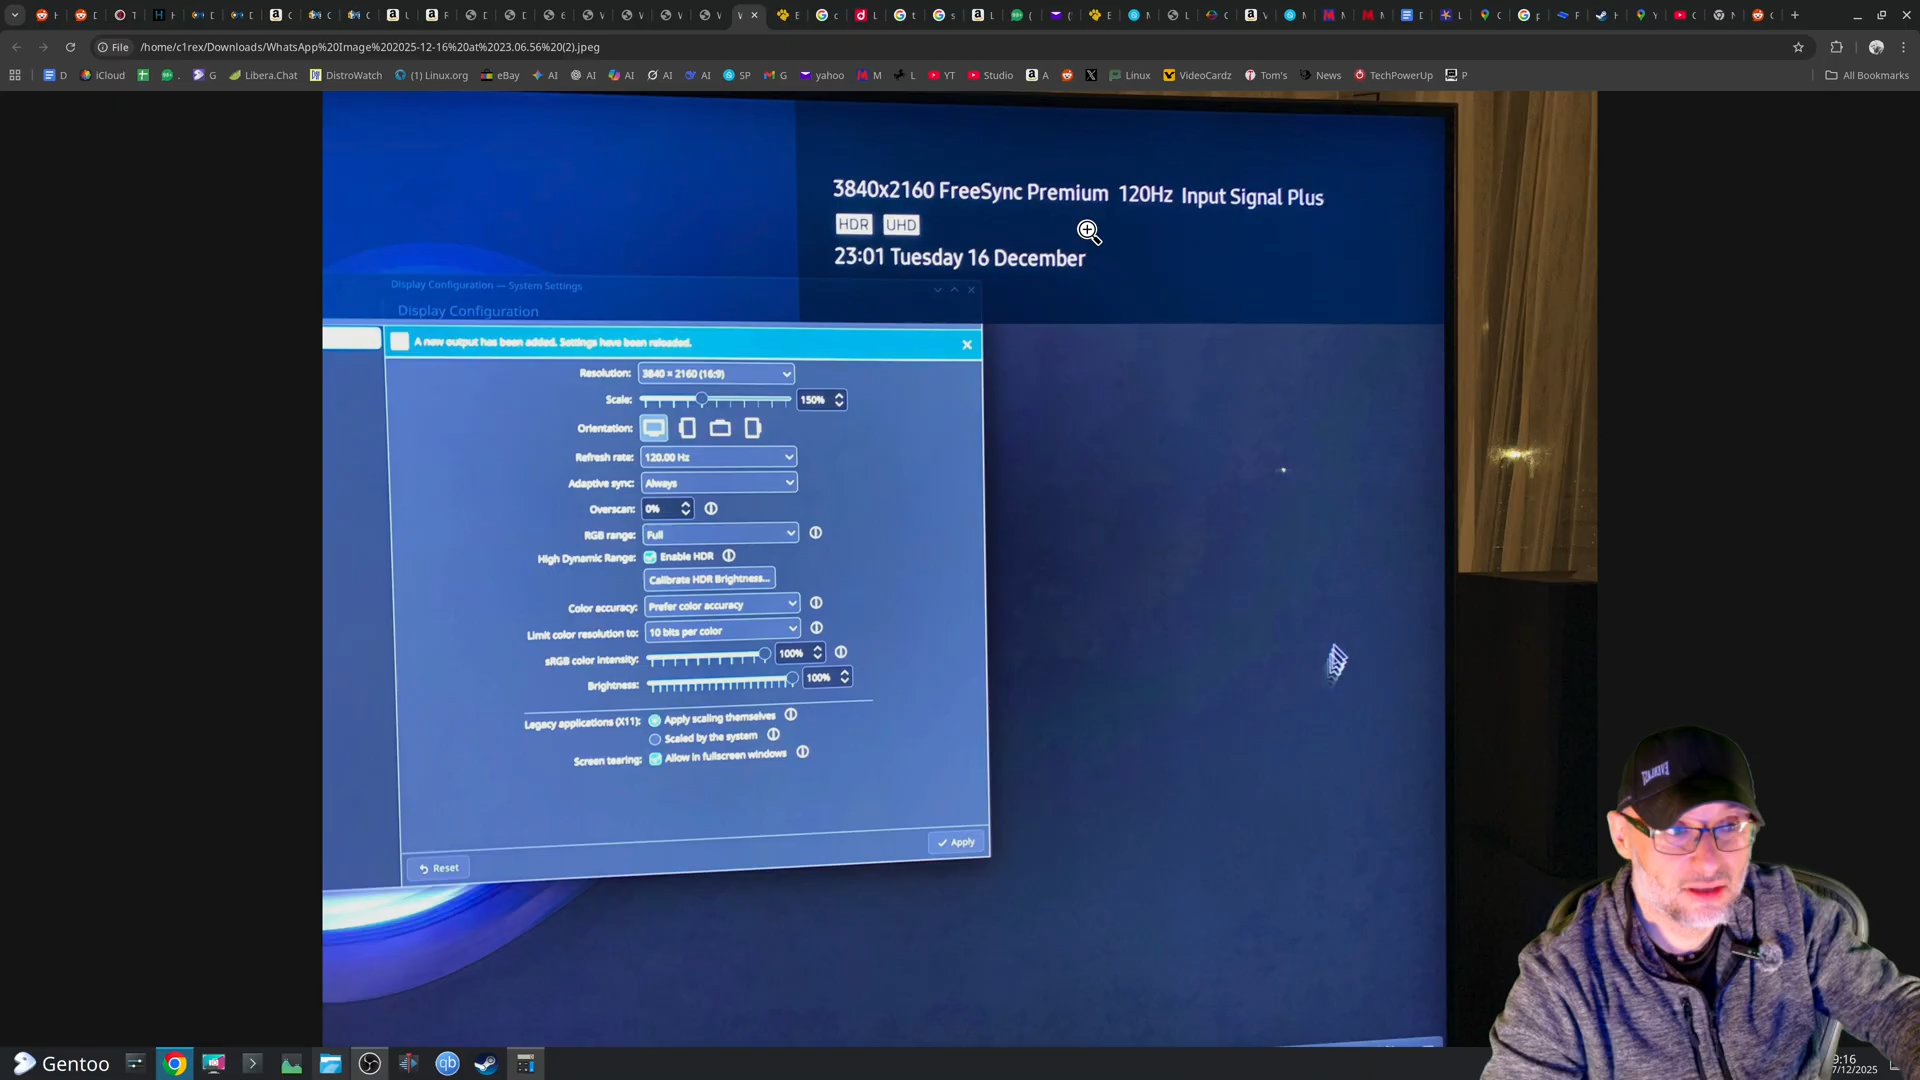 File /home/c1rex/Downloads/WhatsApp%20Image%202025-12-16%20at%2023.06.56%20(2).jpeg
D iCloud G Libera.Chat DistroWatch (1) Linux.org eBay AI AI AI AI AI SP G yahoo M L YT Studio A Linux VideoCardz Tom's News TechPowerUp P All Bookmarks
3840x2160 FreeSync Premium 120Hz Input Signal Plus
HDR UHD
23:01 Tuesday 16 December
Display Configuration — System Settings
Display Configuration
A new output has been added. Settings have been reloaded.
Resolution: 3840 × 2160 (16:9)
Scale: 150%
Orientation:
Refresh rate: 120.00 Hz
Adaptive sync: Always
Overscan: 0%
RGB range: Full
High Dynamic Range: Enable HDR
Calibrate HDR Brightness...
Color accuracy: Prefer color accuracy
Limit color resolution to: 10 bits per color
sRGB color intensity: 100%
Brightness: 100%
Legacy applications (X11): Apply scaling themselves
Scaled by the system
Screen tearing: Allow in fullscreen windows
Apply
Reset
EVERLAST
Gentoo
9:16
7/12/2025